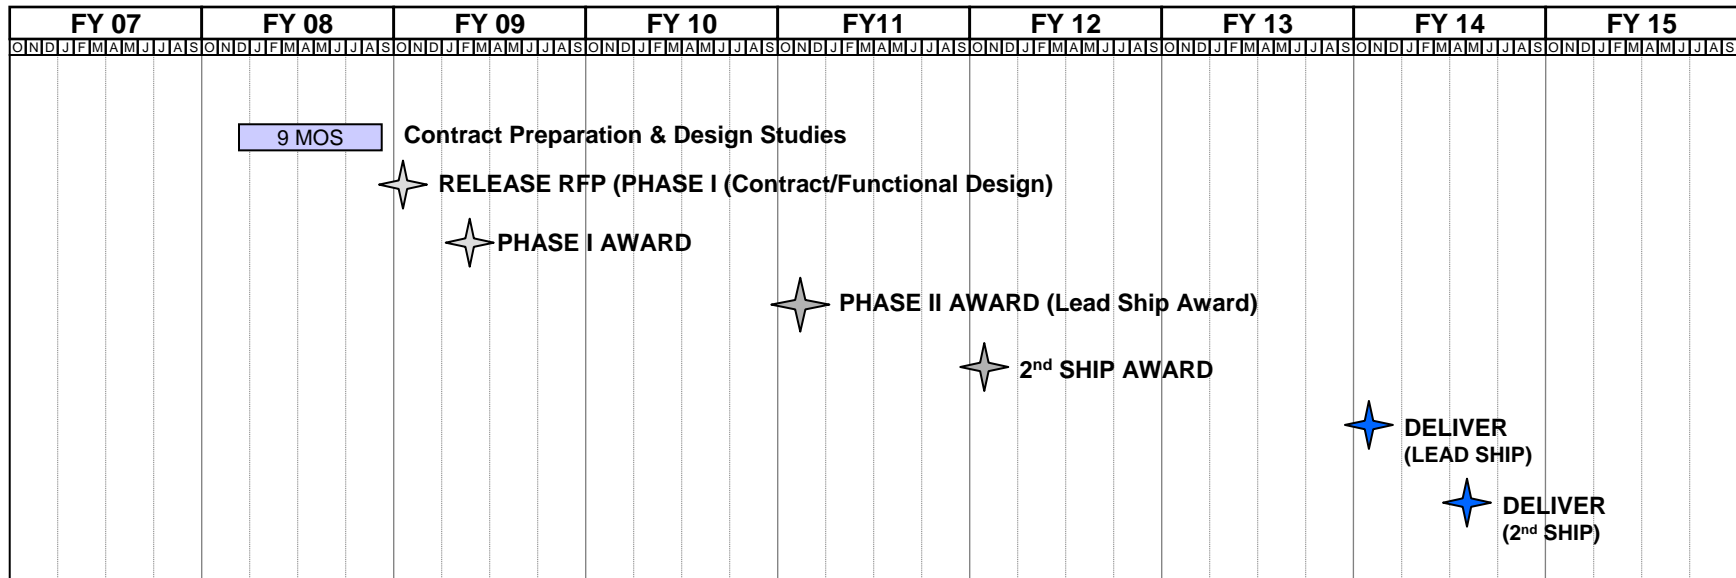 FY 07 FY 08 FY 09 FY 10 FY11 FY 12 FY 13 FY 14 FY 15
O N D J F M A M J J A S O N D J F M A M J J A S O N D J F M A M J J A S O N D J F M A M J J A S O N D J F M A M J J A S O N D J F M A M J J A S O N D J F M A M J J A S O N D J F M A M J J A S O N D J F M A M J J A S
9 MOS Contract Preparation & Design Studies
RELEASE RFP (PHASE I (Contract/Functional Design)
PHASE I AWARD
PHASE II AWARD (Lead Ship Award)
2nd SHIP AWARD
DELIVER
(LEAD SHIP)
DELIVER
(2nd SHIP)